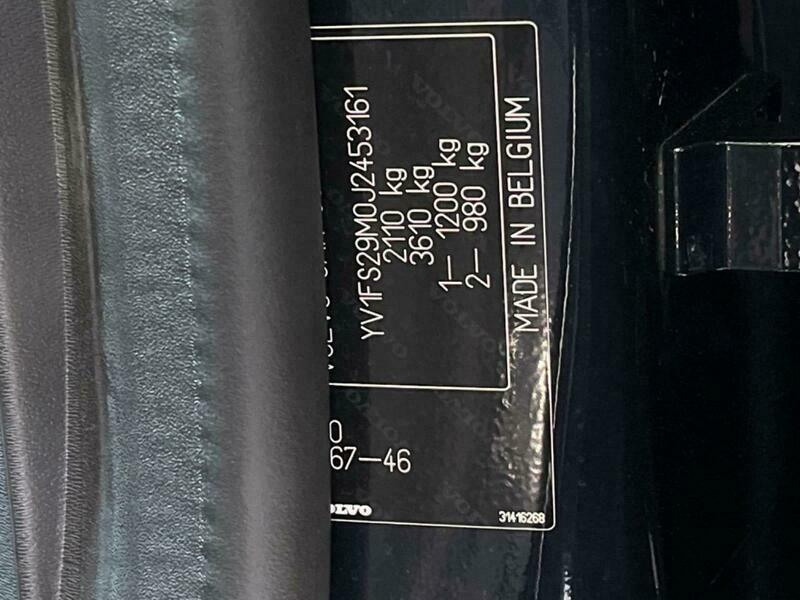 YV1FS29M0J2453161
2110 kg
3610 kg
1– 1200 kg
2– 980 kg
MADE IN BELGIUM
0
67–46
VOLVO
31416268